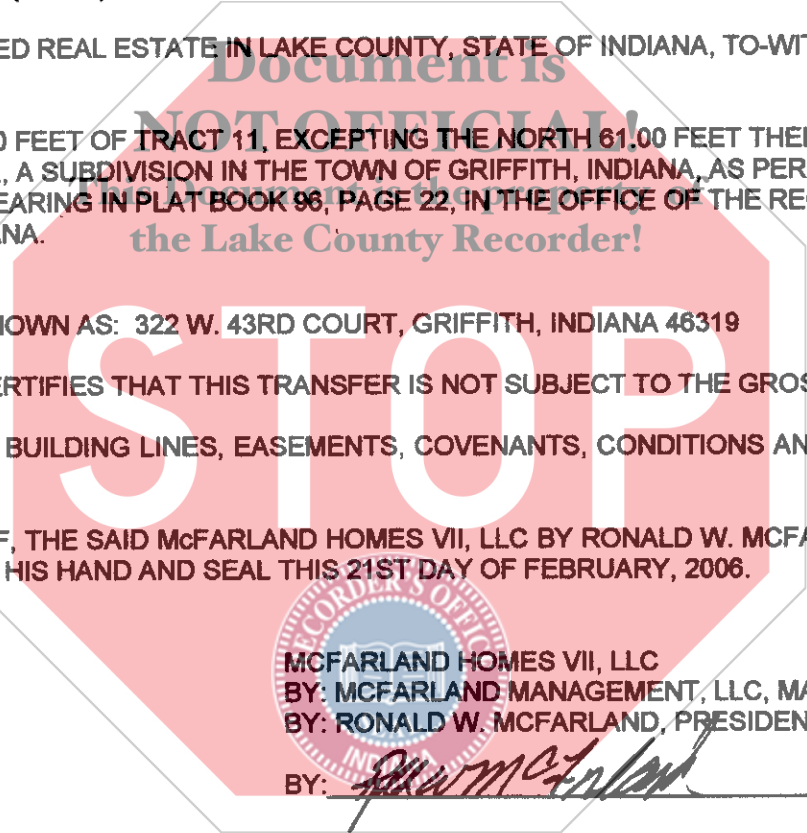 ED REAL ESTATE IN LAKE COUNTY, STATE OF INDIANA, TO-WIT
Document is
NOT OFFICIAL!
0 FEET OF TRACT 11, EXCEPTING THE NORTH 61.00 FEET THE
, A SUBDIVISION IN THE TOWN OF GRIFFITH, INDIANA, AS PER
This Document is the property of
EARING IN PLAT BOOK 96, PAGE 22, IN THE OFFICE OF THE RE
the Lake County Recorder!
NA.
STOP
NOWN AS: 322 W. 43RD COURT, GRIFFITH, INDIANA 46319
ERTIFIES THAT THIS TRANSFER IS NOT SUBJECT TO THE GROS
BUILDING LINES, EASEMENTS, COVENANTS, CONDITIONS AN
F, THE SAID McFARLAND HOMES VII, LLC BY RONALD W. MCFA
HIS HAND AND SEAL THIS 21ST DAY OF FEBRUARY, 2006.
RECORDER'S OFFIC
INDIANA
MCFARLAND HOMES VII, LLC
BY: MCFARLAND MANAGEMENT, LLC, MA
BY: RONALD W. MCFARLAND, PRESIDEN
BY: